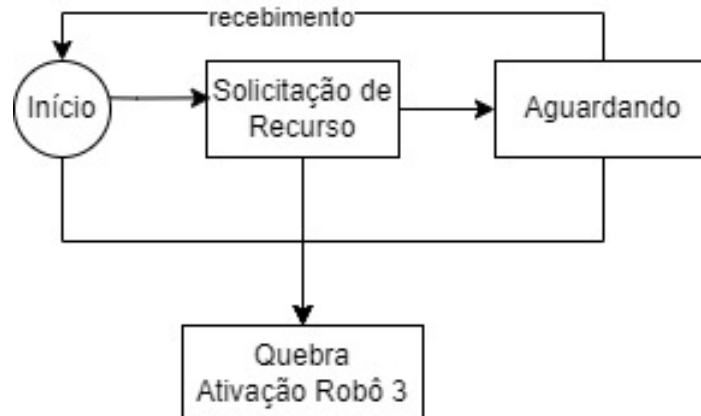 recebimento
Início
Solicitação de
Recurso
Aguardando
Quebra
Ativação Robô 3